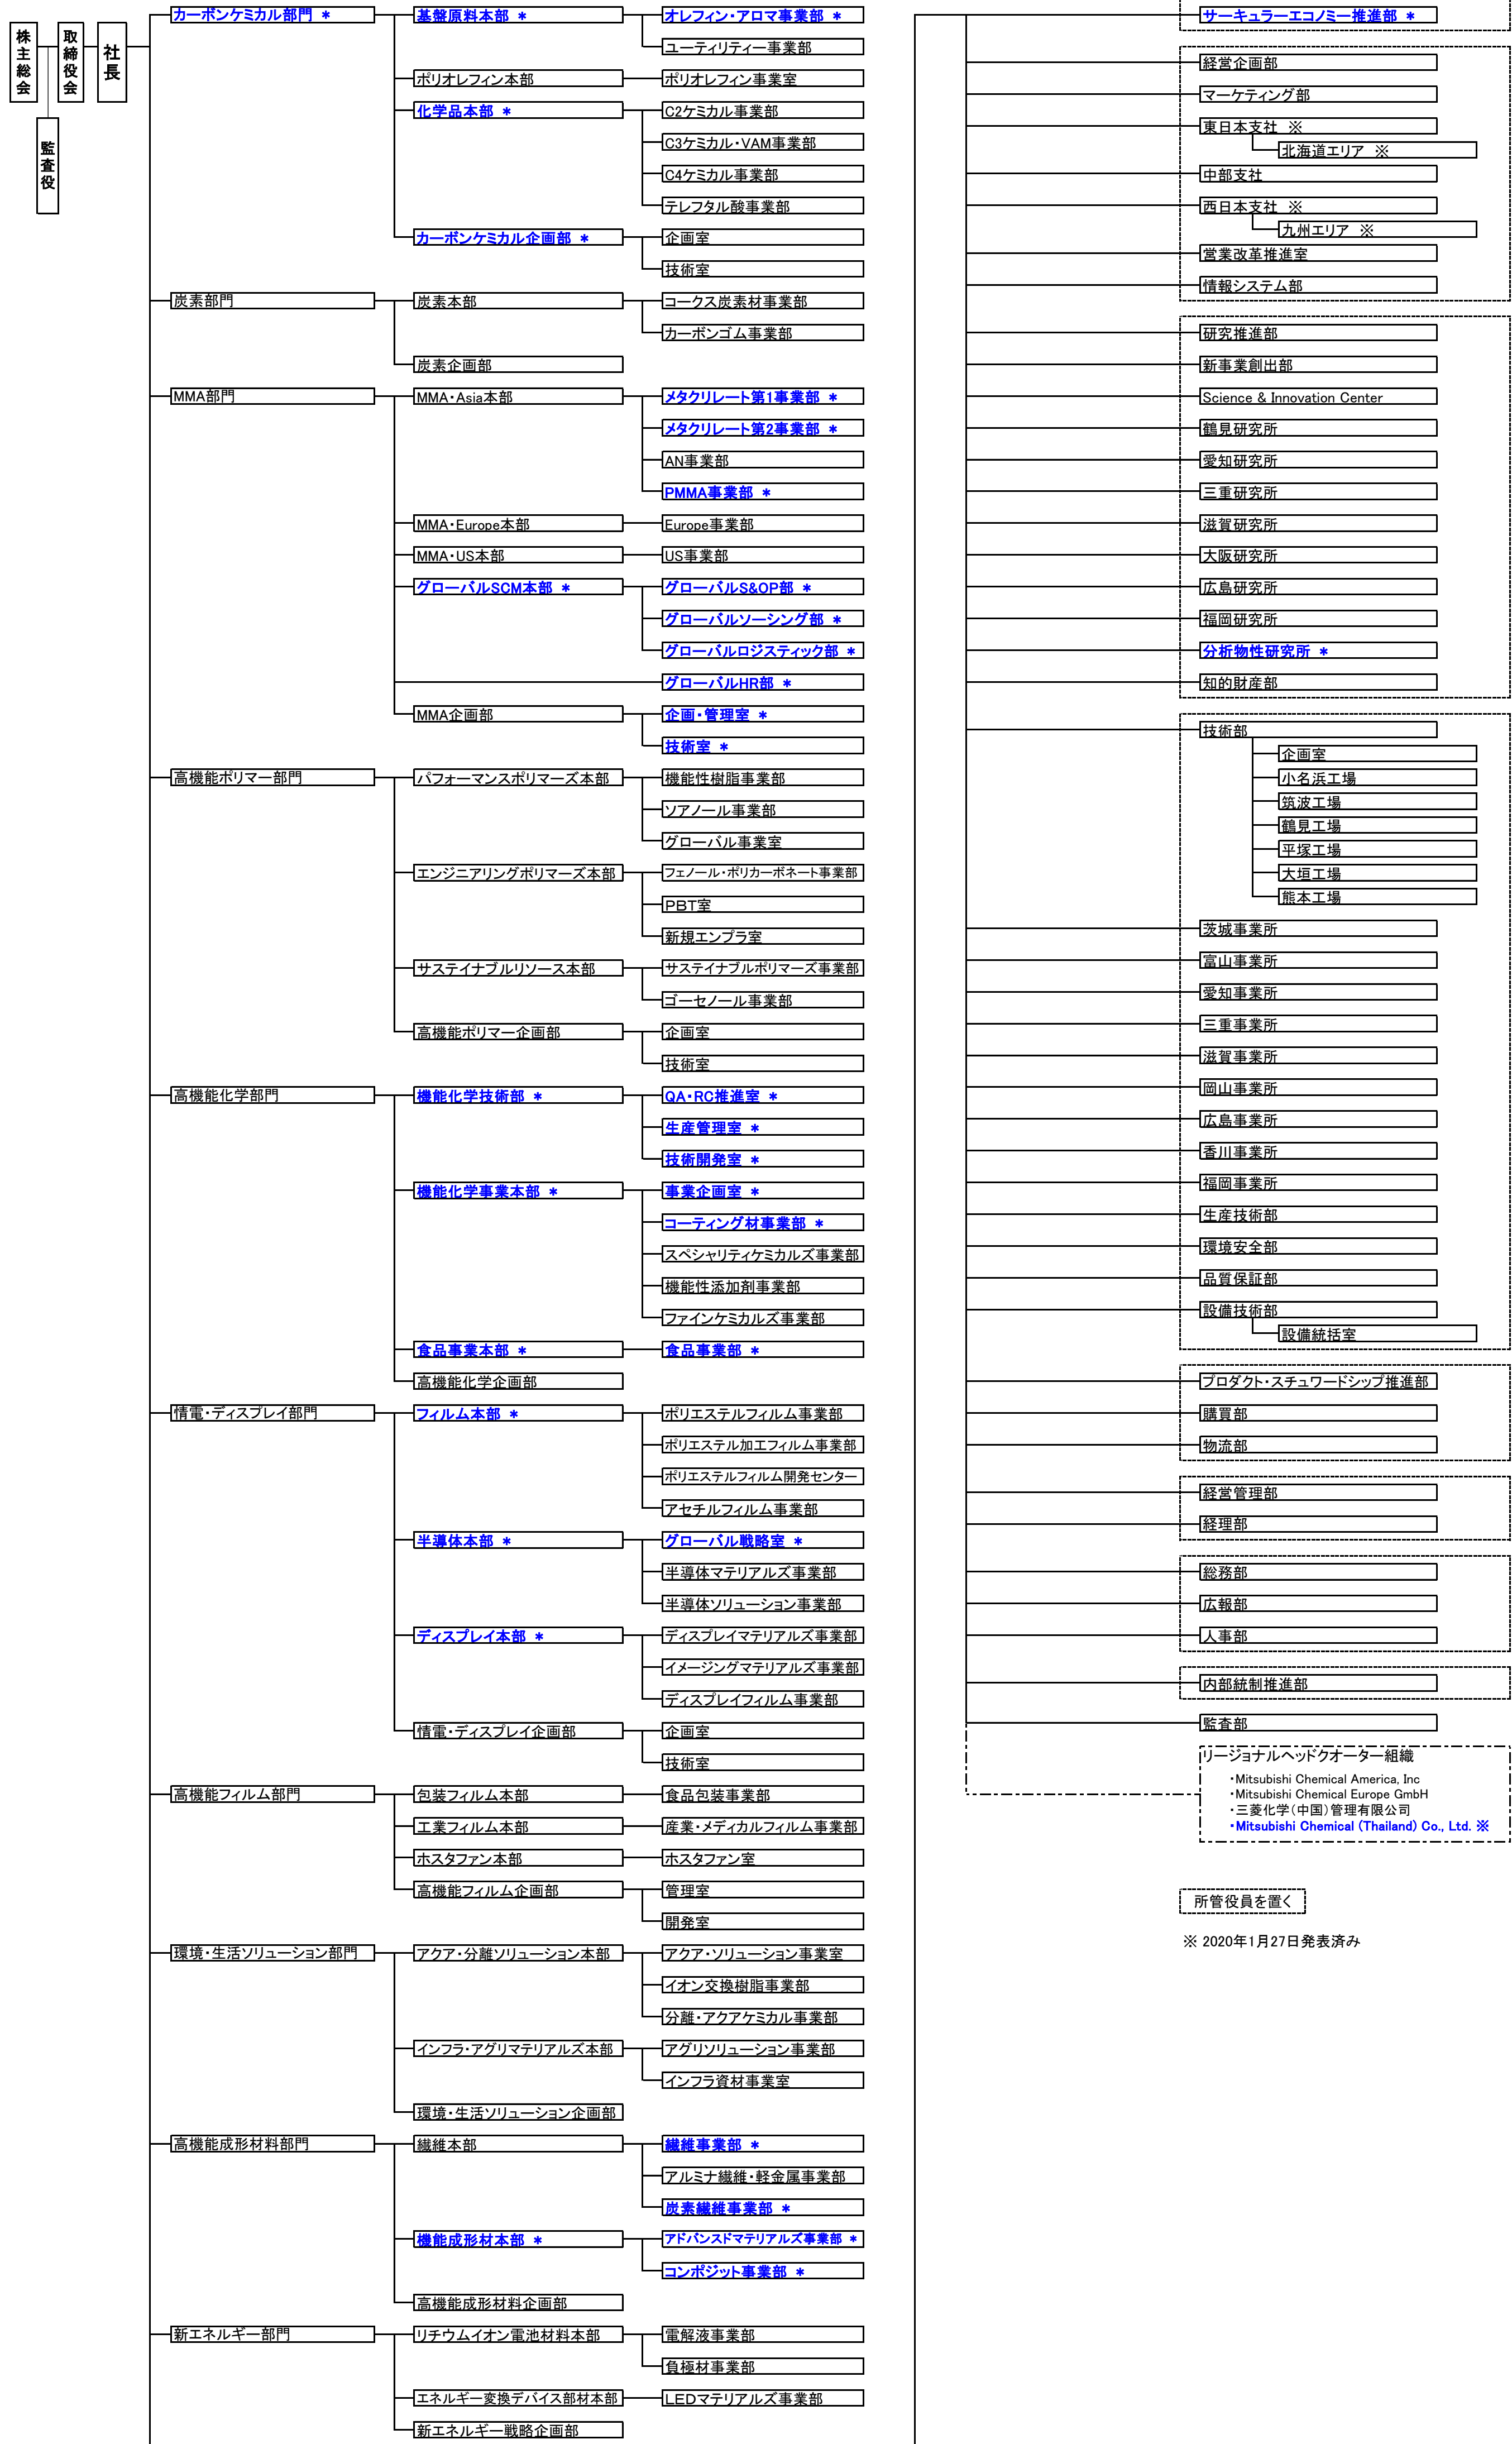 株主総会
取締役会
社長
監査役
カーボンケミカル部門 *
基盤原料本部 *
オレフィン・アロマ事業部 *
ユーティリティー事業部
ポリオレフィン本部
ポリオレフィン事業室
化学品本部 *
C2ケミカル事業部
C3ケミカル・VAM事業部
C4ケミカル事業部
テレフタル酸事業部
カーボンケミカル企画部 *
企画室
技術室
炭素部門
炭素本部
コークス炭素材事業部
カーボンゴム事業部
炭素企画部
MMA部門
MMA・Asia本部
メタクリレート第1事業部 *
メタクリレート第2事業部 *
AN事業部
PMMA事業部 *
MMA・Europe本部
Europe事業部
MMA・US本部
US事業部
グローバルSCM本部 *
グローバルS&OP部 *
グローバルソーシング部 *
グローバルロジスティック部 *
グローバルHR部 *
MMA企画部
企画・管理室 *
技術室 *
高機能ポリマー部門
パフォーマンスポリマーズ本部
機能性樹脂事業部
ソアノール事業部
グローバル事業室
エンジニアリングポリマーズ本部
フェノール・ポリカーボネート事業部
PBT室
新規エンプラ室
サステイナブルリソース本部
サステイナブルポリマーズ事業部
ゴーセノール事業部
高機能ポリマー企画部
企画室
技術室
高機能化学部門
機能化学技術部 *
QA・RC推進室 *
生産管理室 *
技術開発室 *
機能化学事業本部 *
事業企画室 *
コーティング材事業部 *
スペシャリティケミカルズ事業部
機能性添加剤事業部
ファインケミカルズ事業部
食品事業本部 *
食品事業部 *
高機能化学企画部
情電・ディスプレイ部門
フィルム本部 *
ポリエステルフィルム事業部
ポリエステル加工フィルム事業部
ポリエステルフィルム開発センター
アセチルフィルム事業部
半導体本部 *
グローバル戦略室 *
半導体マテリアルズ事業部
半導体ソリューション事業部
ディスプレイ本部 *
ディスプレイマテリアルズ事業部
イメージングマテリアルズ事業部
ディスプレイフィルム事業部
情電・ディスプレイ企画部
企画室
技術室
高機能フィルム部門
包装フィルム本部
食品包装事業部
工業フィルム本部
産業・メディカルフィルム事業部
ホスタファン本部
ホスタファン室
高機能フィルム企画部
管理室
開発室
環境・生活ソリューション部門
アクア・分離ソリューション本部
アクア・ソリューション事業室
イオン交換樹脂事業部
分離・アクアケミカル事業部
インフラ・アグリマテリアルズ本部
アグリソリューション事業部
インフラ資材事業室
環境・生活ソリューション企画部
高機能成形材料部門
繊維本部
繊維事業部 *
アルミナ繊維・軽金属事業部
炭素繊維事業部 *
機能成形材本部 *
アドバンスドマテリアルズ事業部 *
コンポジット事業部 *
高機能成形材料企画部
新エネルギー部門
リチウムイオン電池材料本部
電解液事業部
負極材事業部
エネルギー変換デバイス部材本部
LEDマテリアルズ事業部
新エネルギー戦略企画部
サーキュラーエコノミー推進部 *
経営企画部
マーケティング部
東日本支社 ※
北海道エリア ※
中部支社
西日本支社 ※
九州エリア ※
営業改革推進室
情報システム部
研究推進部
新事業創出部
Science & Innovation Center
鶴見研究所
愛知研究所
三重研究所
滋賀研究所
大阪研究所
広島研究所
福岡研究所
分析物性研究所 *
知的財産部
技術部
企画室
小名浜工場
筑波工場
鶴見工場
平塚工場
大垣工場
熊本工場
茨城事業所
富山事業所
愛知事業所
三重事業所
滋賀事業所
岡山事業所
広島事業所
香川事業所
福岡事業所
生産技術部
環境安全部
品質保証部
設備技術部
設備統括室
プロダクト・スチュワードシップ推進部
購買部
物流部
経営管理部
経理部
総務部
広報部
人事部
内部統制推進部
監査部
リージョナルヘッドクオーター組織
・Mitsubishi Chemical America, Inc
・Mitsubishi Chemical Europe GmbH
・三菱化学（中国）管理有限公司
・Mitsubishi Chemical (Thailand) Co., Ltd. ※
所管役員を置く
※ 2020年1月27日発表済み